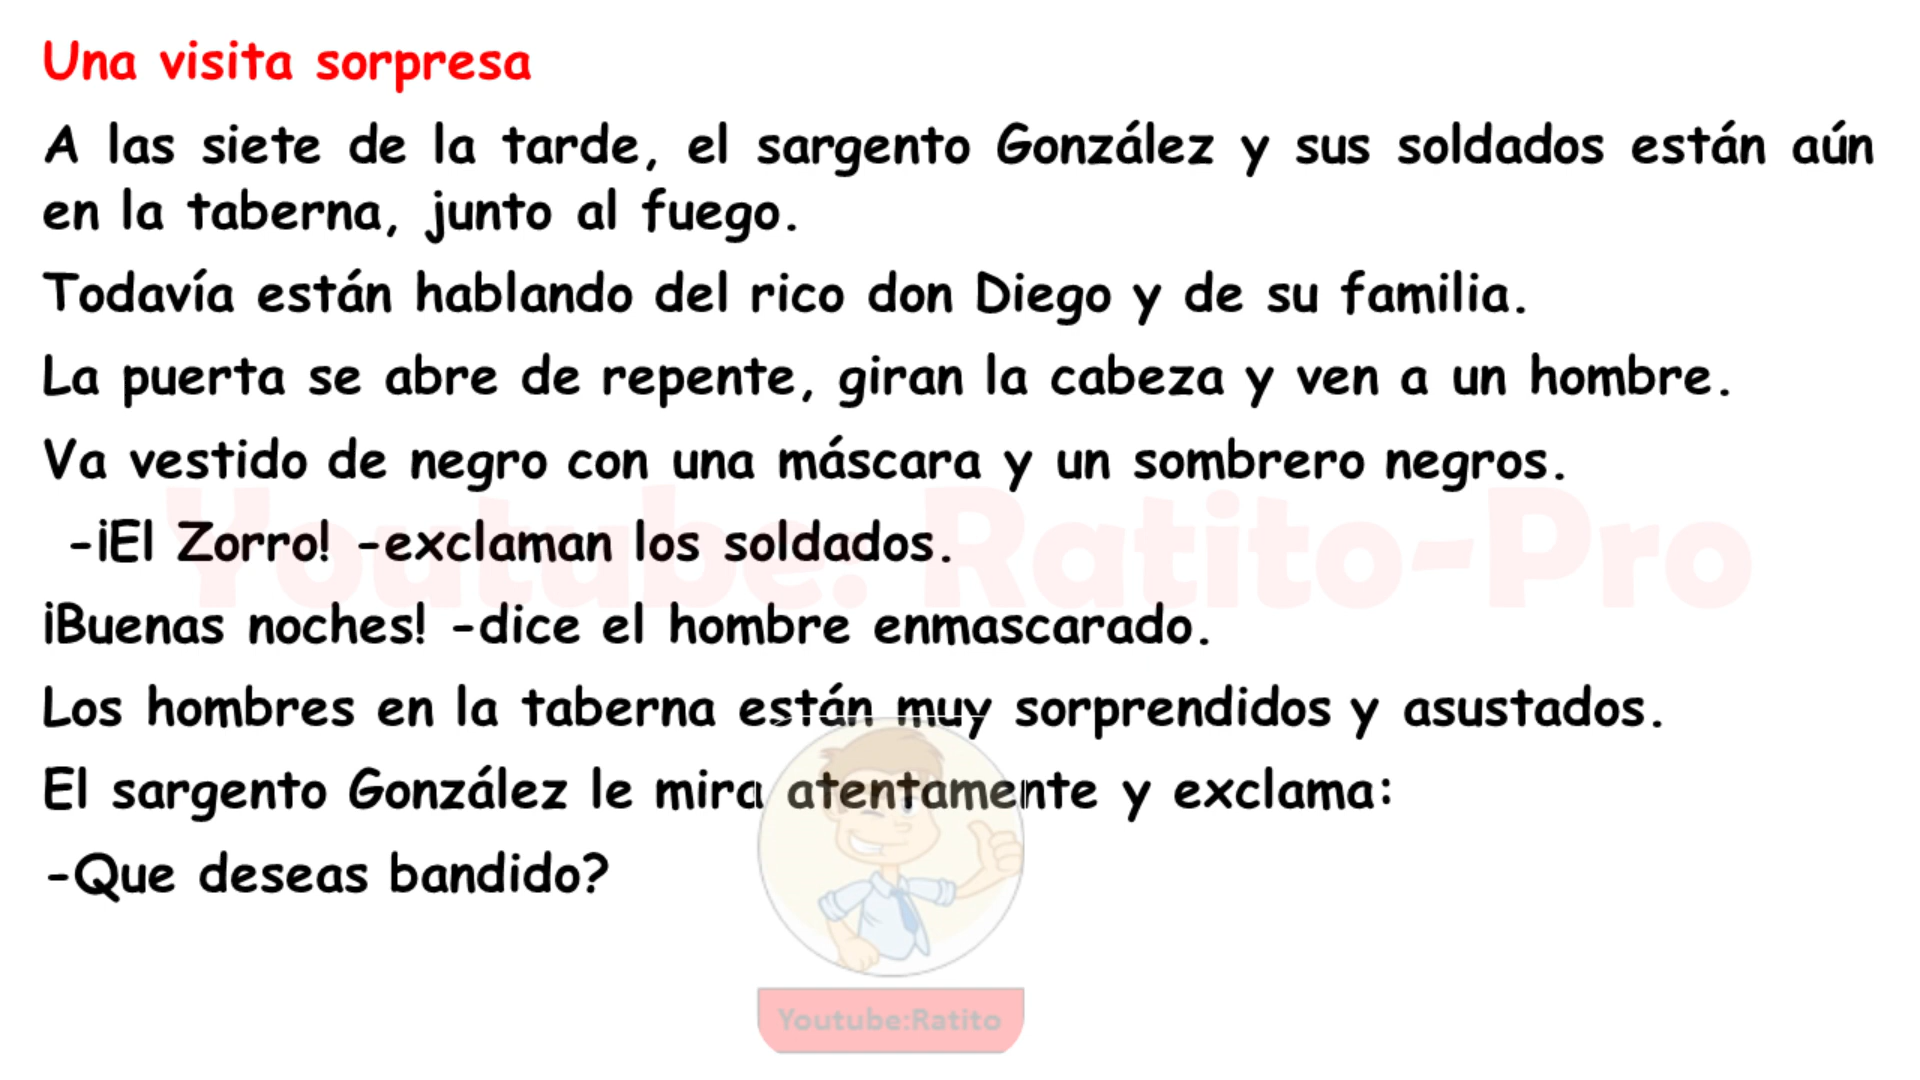 Una visita sorpresa
A las siete de la tarde, el sargento González y sus soldados están aún
en la taberna, junto al fuego.
Todavía están hablando del rico don Diego y de su familia.
La puerta se abre de repente, giran la cabeza y ven a un hombre.
Va vestido de negro con una máscara y un sombrero negros.
-¡El Zorro! -exclaman los soldados.
Youtube: Ratito-Pro
¡Buenas noches! -dice el hombre enmascarado.
Los hombres en la taberna están muy sorprendidos y asustados.
El sargento González le mira atentamente y exclama:
-Que deseas bandido?
Youtube:Ratito